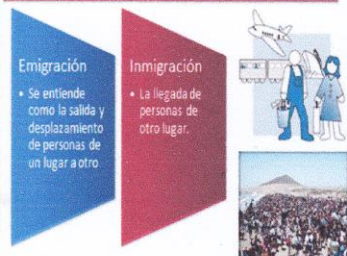 Emigración
• Se entiende
como la salida y
desplazamiento
de personas de
un lugar a otro.
Inmigración
• La llegada de
personas de
otro lugar.